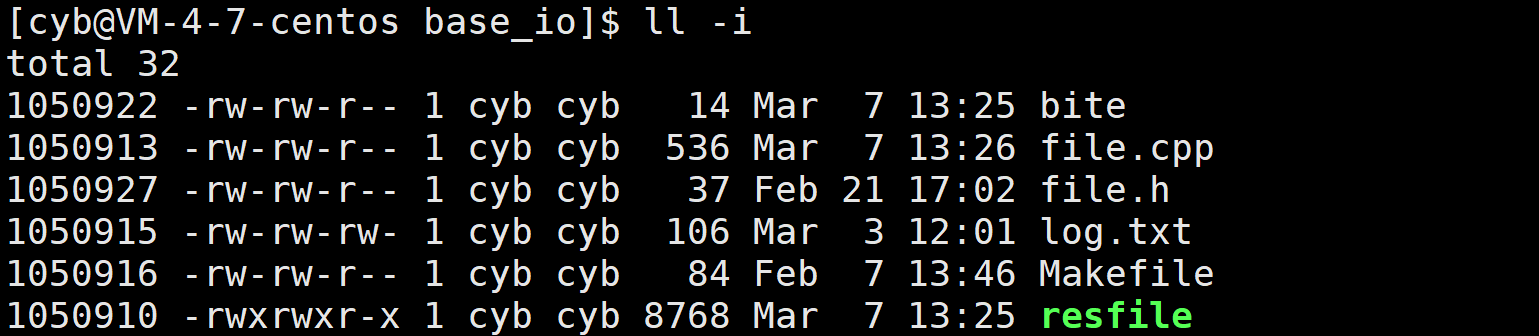 [cyb@VM-4-7-centos base_io]$ ll -i
total 32
1050922 -rw-rw-r-- 1 cyb cyb   14 Mar  7 13:25 bite
1050913 -rw-rw-r-- 1 cyb cyb  536 Mar  7 13:26 file.cpp
1050927 -rw-rw-r-- 1 cyb cyb   37 Feb 21 17:02 file.h
1050915 -rw-rw-rw- 1 cyb cyb  106 Mar  3 12:01 log.txt
1050916 -rw-rw-r-- 1 cyb cyb   84 Feb  7 13:46 Makefile
1050910 -rwxrwxr-x 1 cyb cyb 8768 Mar  7 13:25 resfile